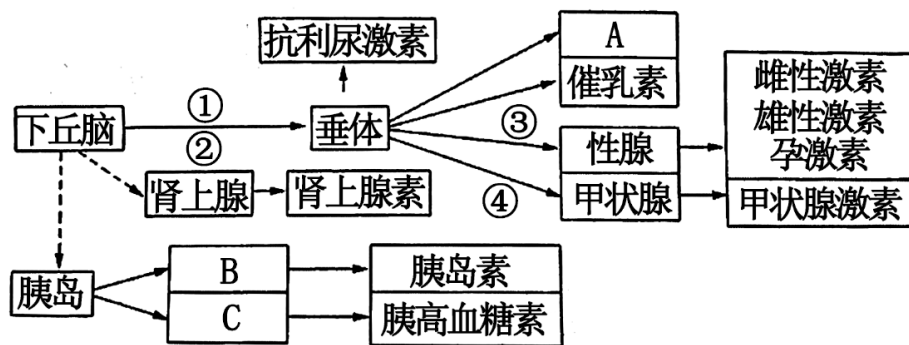 抗利尿激素
A
催乳素
雌性激素
雄性激素
孕激素
①
下丘脑
垂体
③
②
性腺
肾上腺
肾上腺素
④
甲状腺
甲状腺激素
胰岛
B
胰岛素
C
胰高血糖素